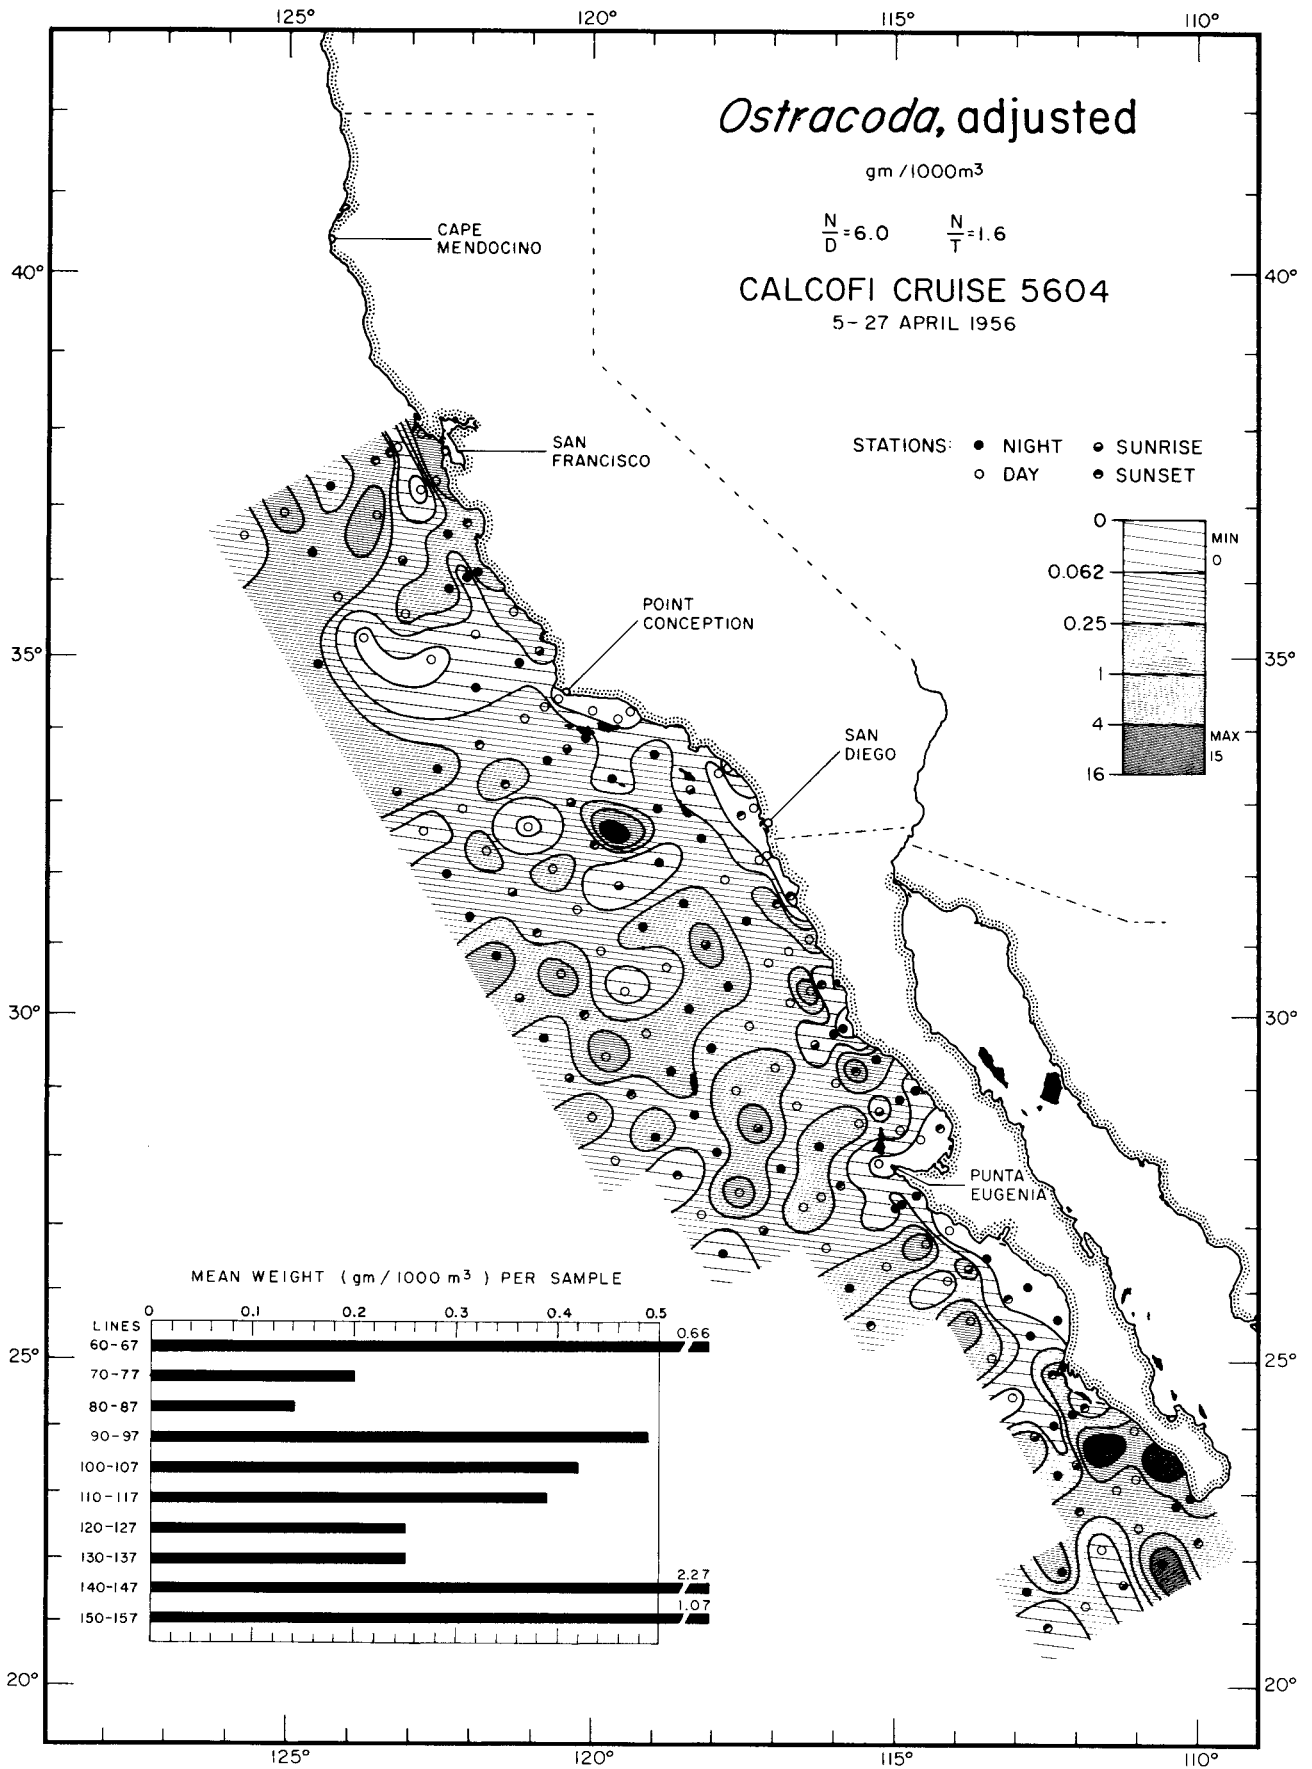 125° 120° 115° 110°
Ostracoda, adjusted
gm/1000m³
N/D=6.0 N/T=1.6
CALCOFI CRUISE 5604
5-27 APRIL 1956
CAPE
MENDOCINO
40° 40°
SAN
FRANCISCO
STATIONS: ● NIGHT SUNRISE
○ DAY SUNSET
0
MIN
0
0.062
0.25
1
4
MAX
15
16
POINT
CONCEPTION
35° 35°
SAN
DIEGO
30° 30°
PUNTA
EUGENIA
MEAN WEIGHT (gm/1000 m³) PER SAMPLE
0 0.1 0.2 0.3 0.4 0.5
LINES
60-67 0.66
70-77
25° 25°
80-87
90-97
100-107
110-117
120-127
130-137
140-147 2.27
150-157 1.07
20° 20°
125° 120° 115° 110°